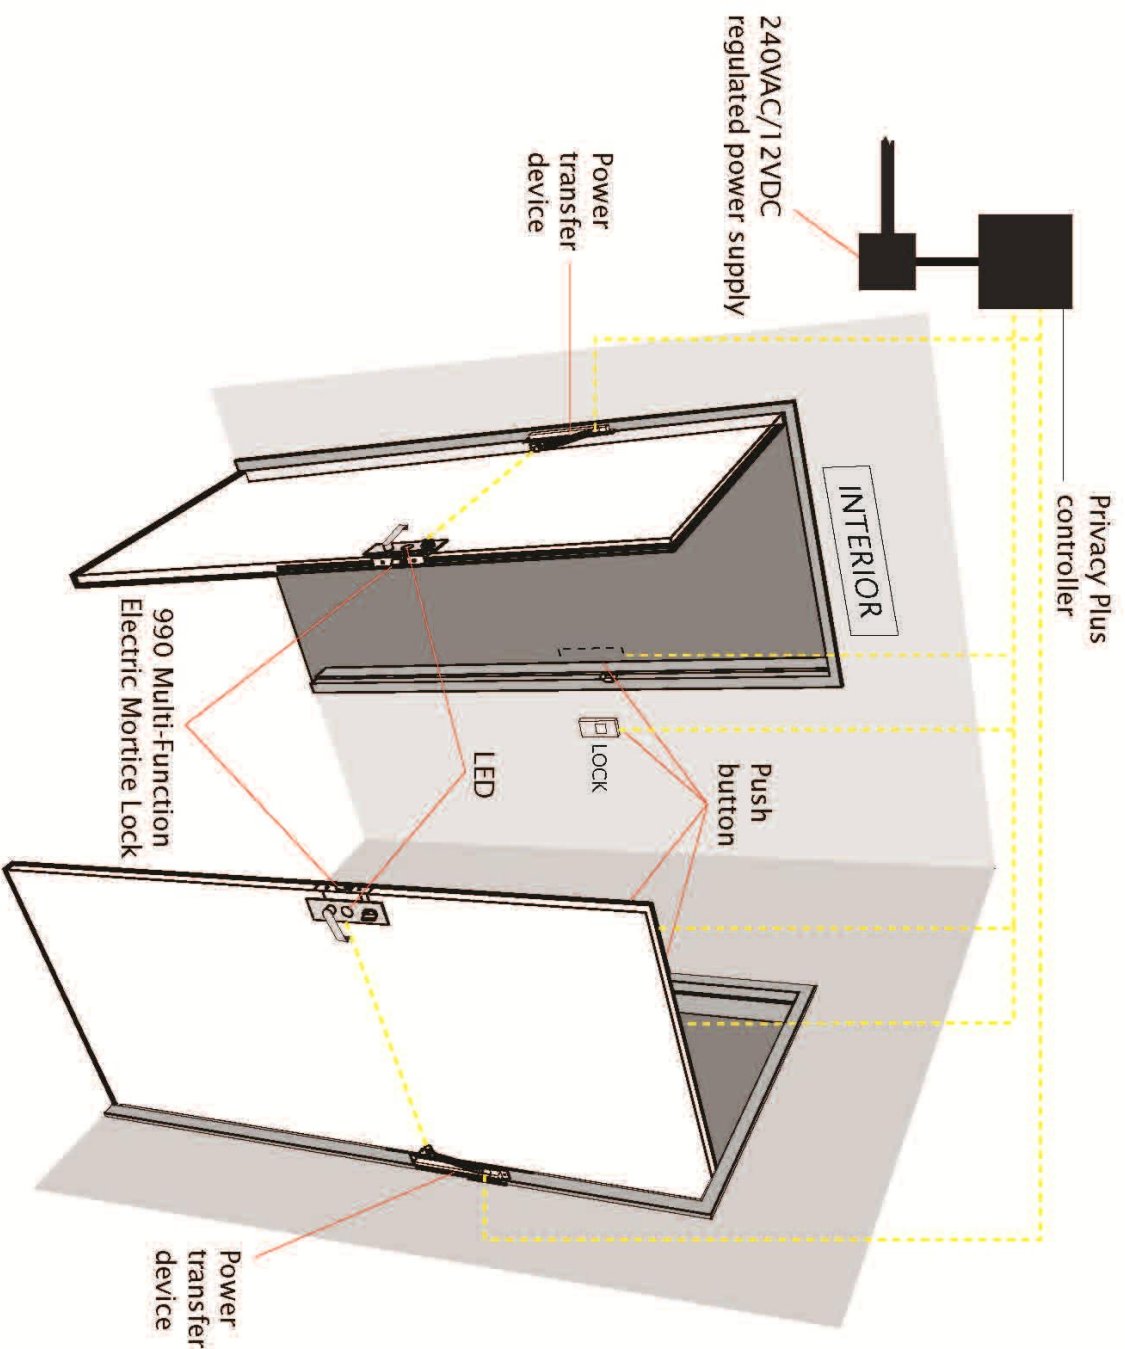 Privacy Plus
controller
240VAC/12VDC
regulated power supply
INTERIOR
Power
transfer
device
Push
button
LOCK
LED
990 Multi-Function
Electric Mortice Lock
Power
transfer
device